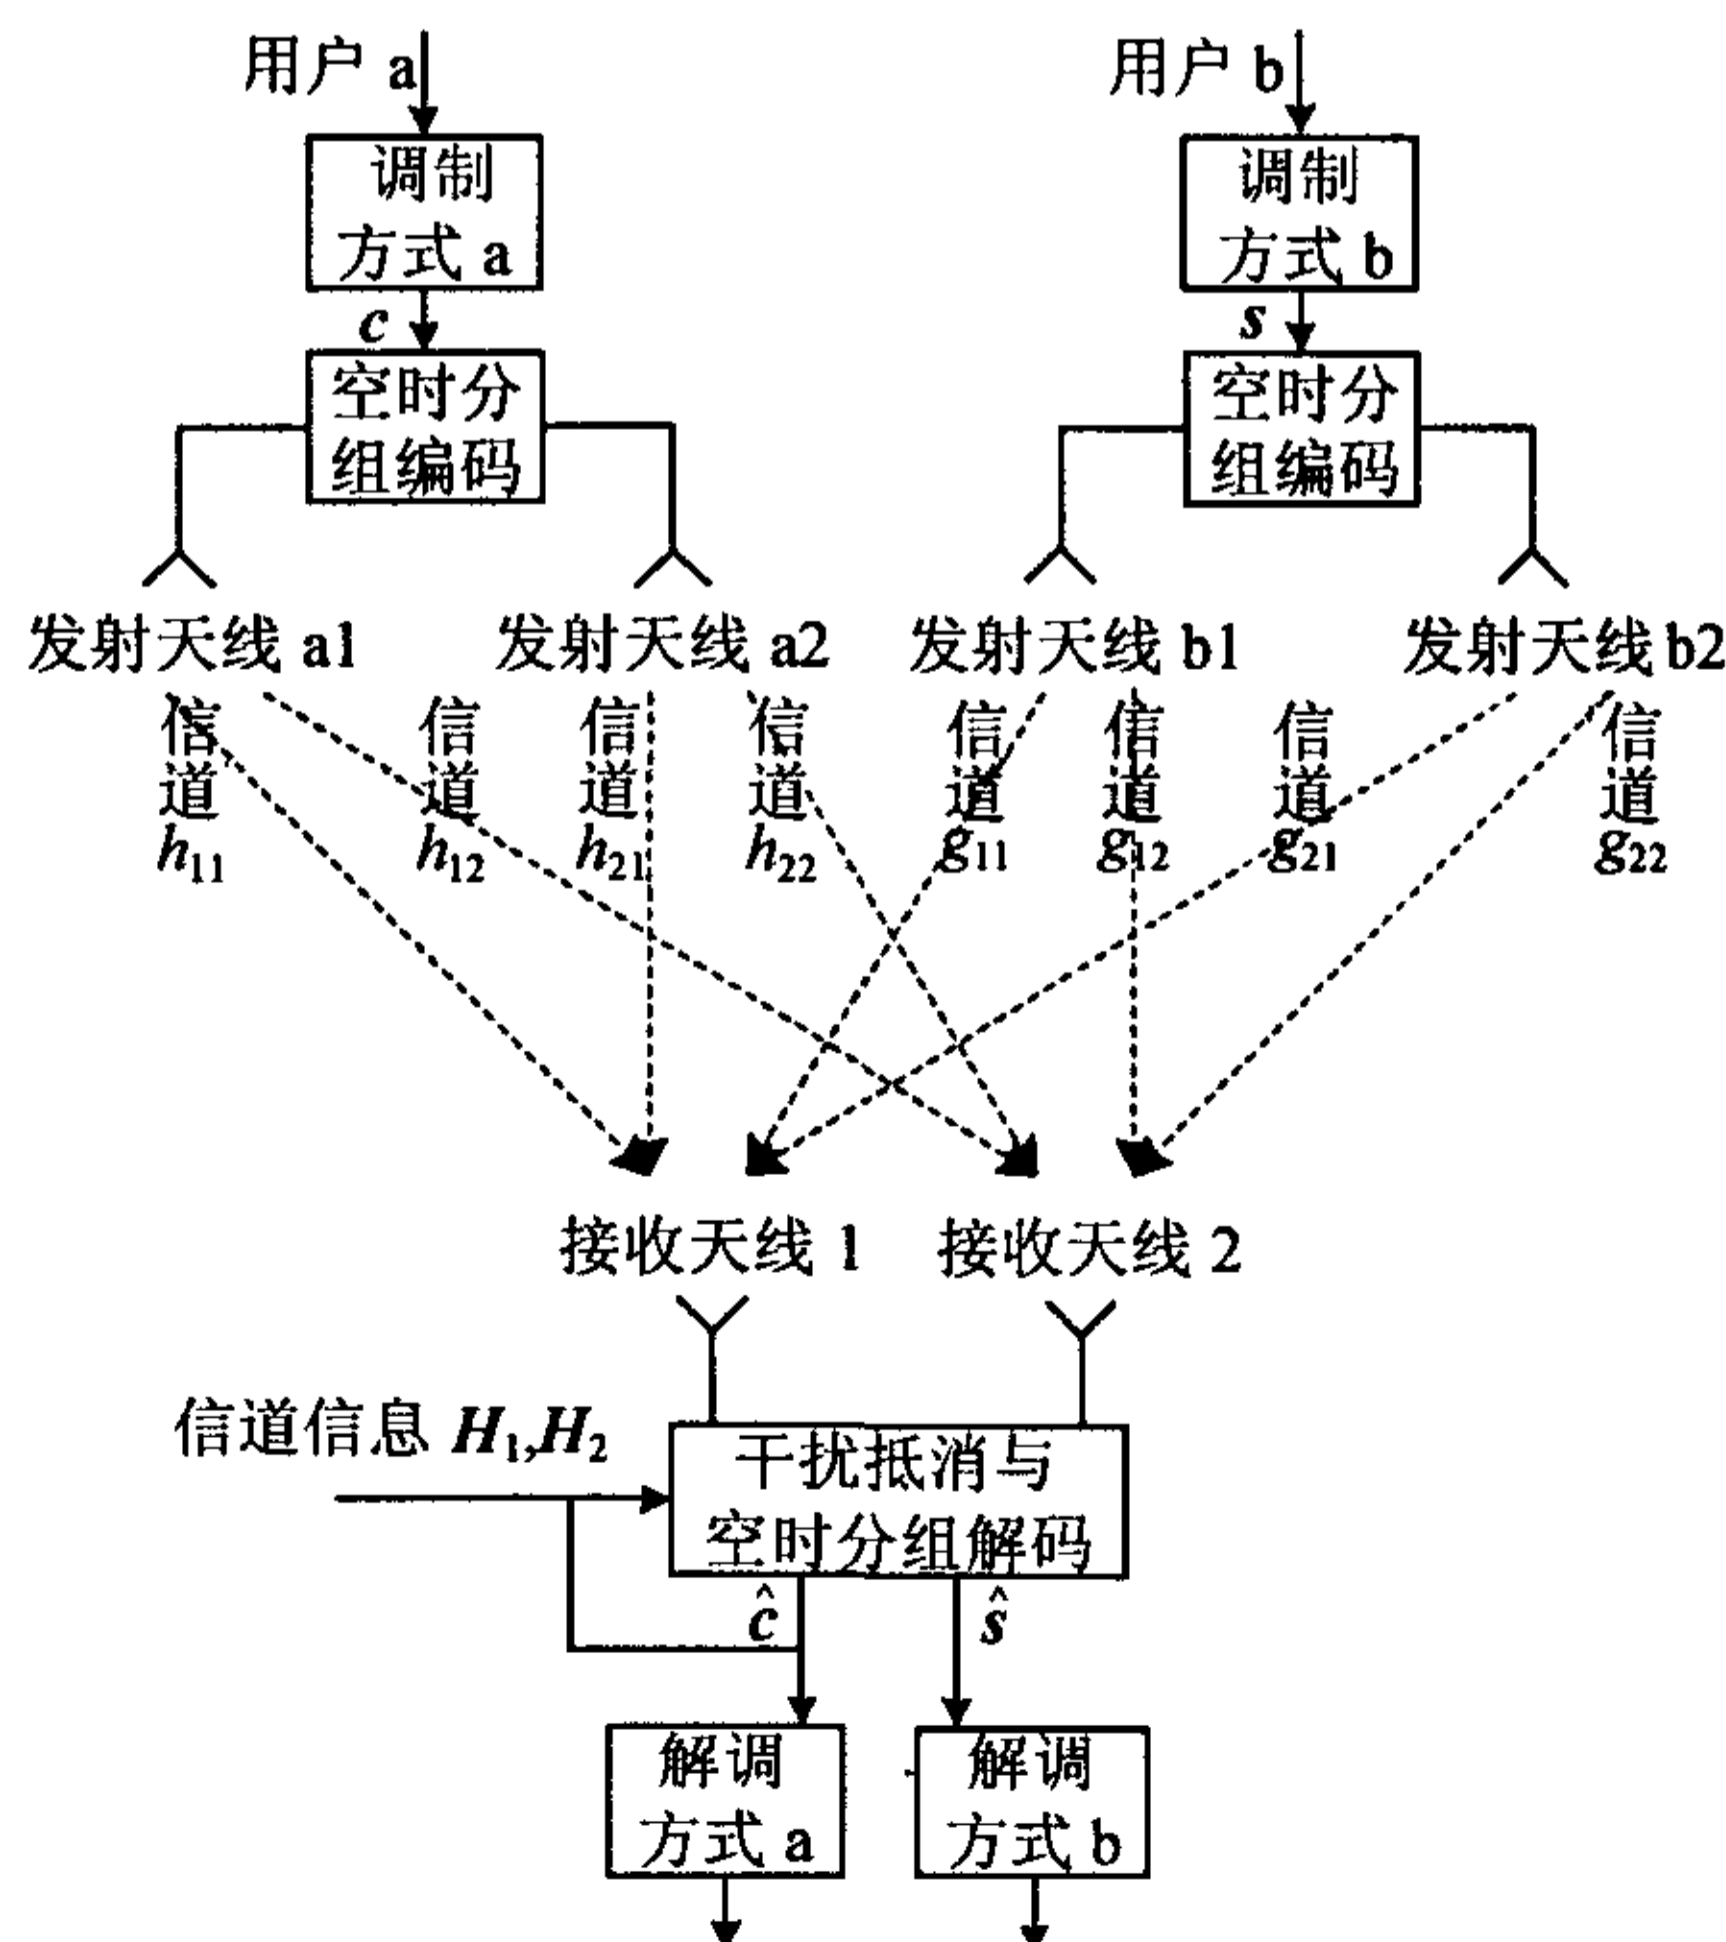 用户 a
用户 b
调制
方式 a
调制
方式 b
c
s
空时分
组编码
空时分
组编码
发射天线 a1
发射天线 a2
发射天线 b1
发射天线 b2
信道 h11
信道 h12
信道 h21
信道 h22
信道 g11
信道 g12
信道 g21
信道 g22
接收天线 1
接收天线 2
信道信息 H1,H2
干扰抵消与
空时分组解码
ĉ
ŝ
解调
方式 a
解调
方式 b